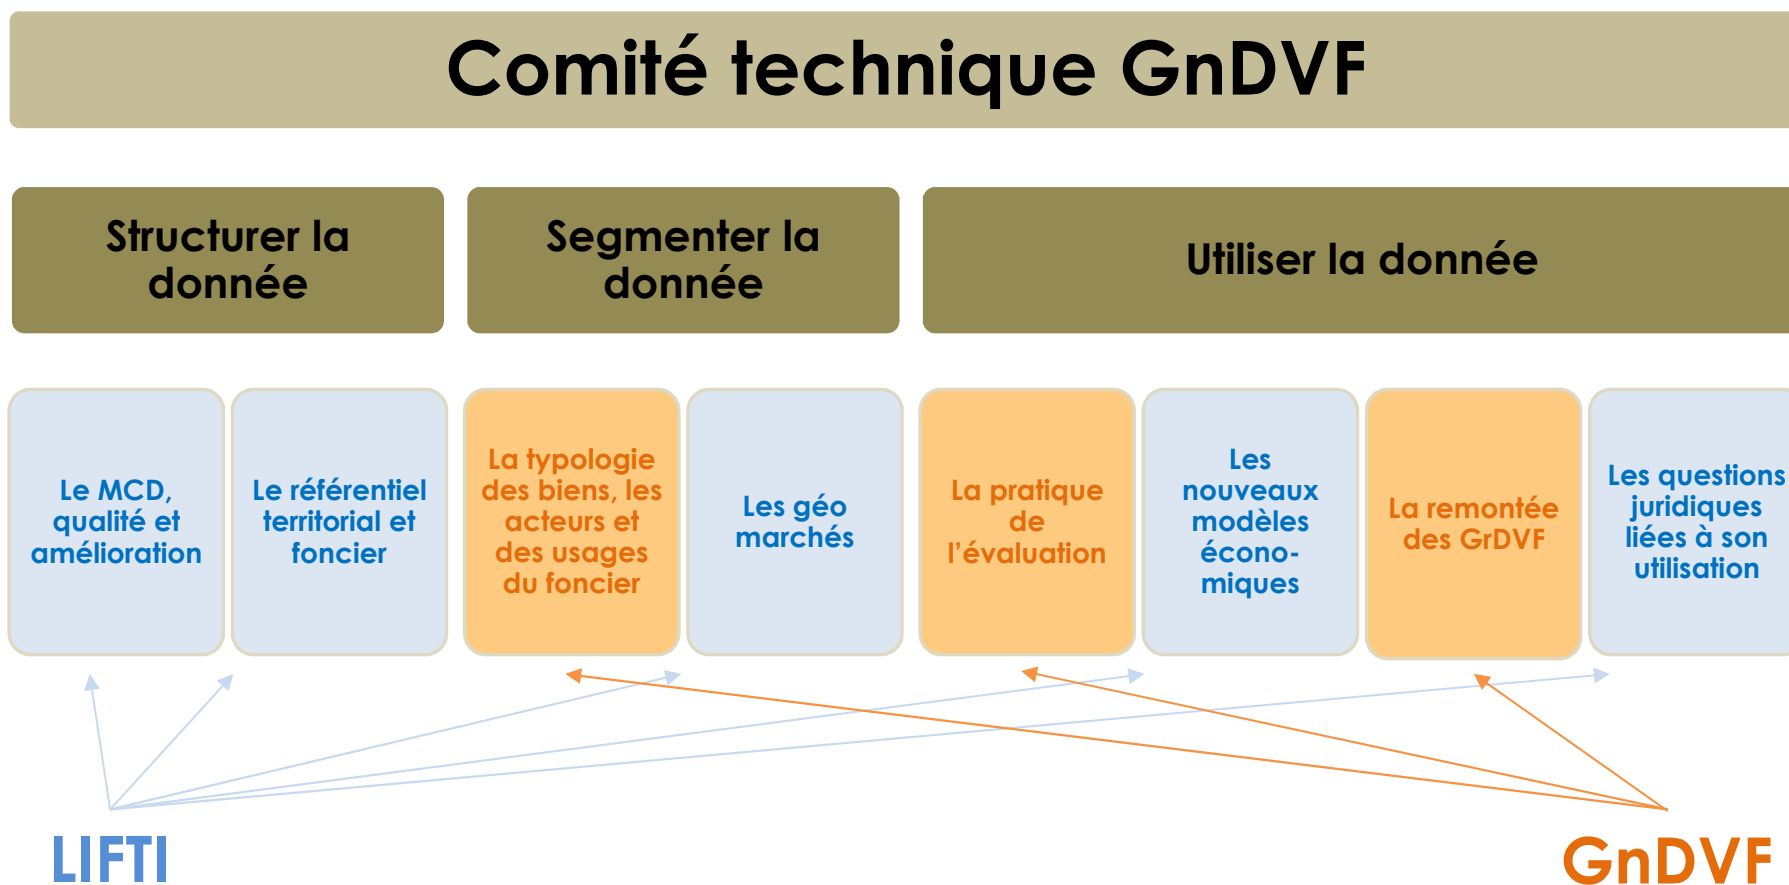 Comité technique GnDVF
Structurer la
donnée
Segmenter la
donnée
Utiliser la donnée
Le MCD,
qualité et
amélioration
Le référentiel
territorial et
foncier
La typologie
des biens, les
acteurs et
des usages
du foncier
Les géo
marchés
La pratique
de
l’évaluation
Les
nouveaux
modèles
écono-
miques
La remontée
des GrDVF
Les questions
juridiques
liées à son
utilisation
LIFTI
GnDVF